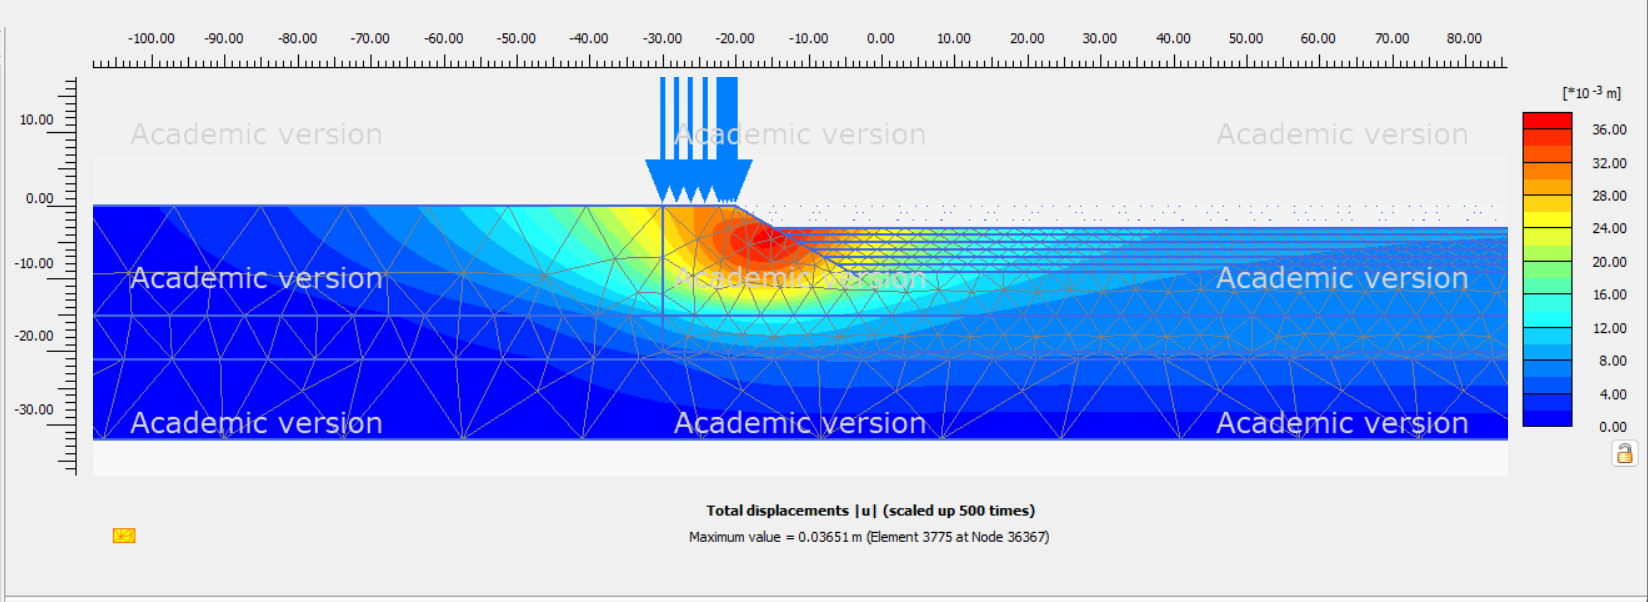 -100.00 -90.00 -80.00 -70.00 -60.00 -50.00 -40.00 -30.00 -20.00 -10.00 0.00 10.00 20.00 30.00 40.00 50.00 60.00 70.00 80.00
[*10 -3 m]
10.00
Academic version Academic version Academic version
36.00
32.00
0.00
28.00
24.00
-10.00
20.00
Academic version Academic version Academic version
16.00
-20.00
12.00
8.00
-30.00
4.00
Academic version Academic version Academic version
0.00
Total displacements |u| (scaled up 500 times)
Maximum value = 0.03651 m (Element 3775 at Node 36367)